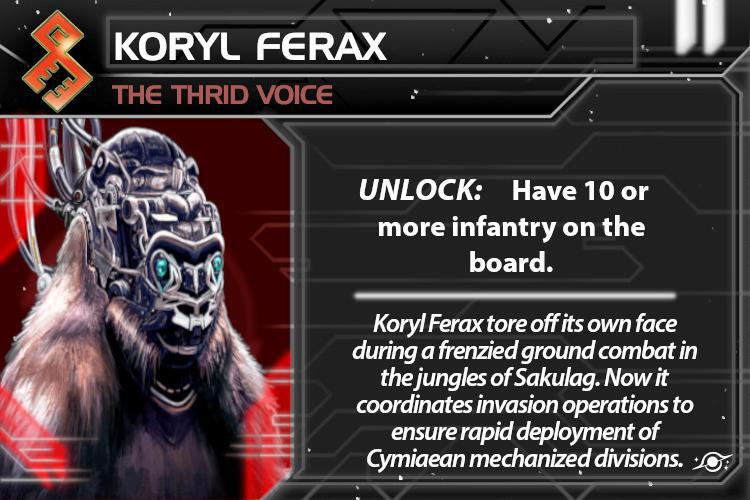 KORYL FERAX
THE THRID VOICE
UNLOCK: Have 10 or
more infantry on the
board.
Koryl Ferax tore off its own face
during a frenzied ground combat in
the jungles of Sakulag. Now it
coordinates invasion operations to
ensure rapid deployment of
Cymiaean mechanized divisions.